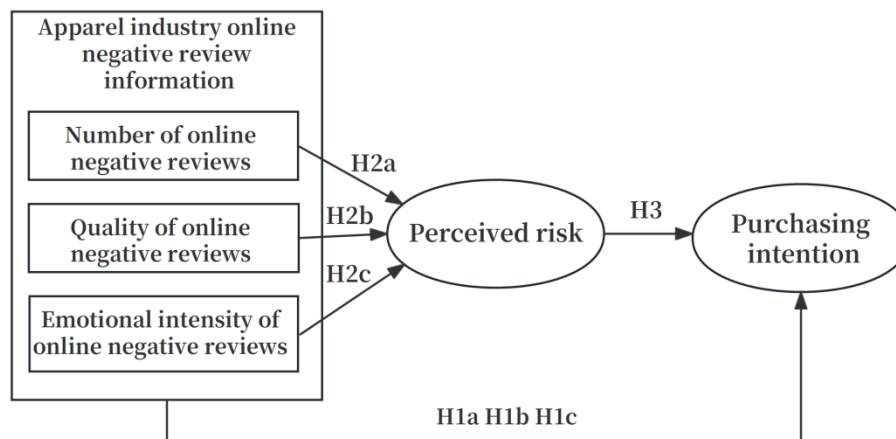 Apparel industry online
negative review
information
Number of online
negative reviews
H2a
Quality of online
negative reviews
H2b
H2c
Emotional intensity of
online negative reviews
Perceived risk
H3
Purchasing
intention
H1a H1b H1c